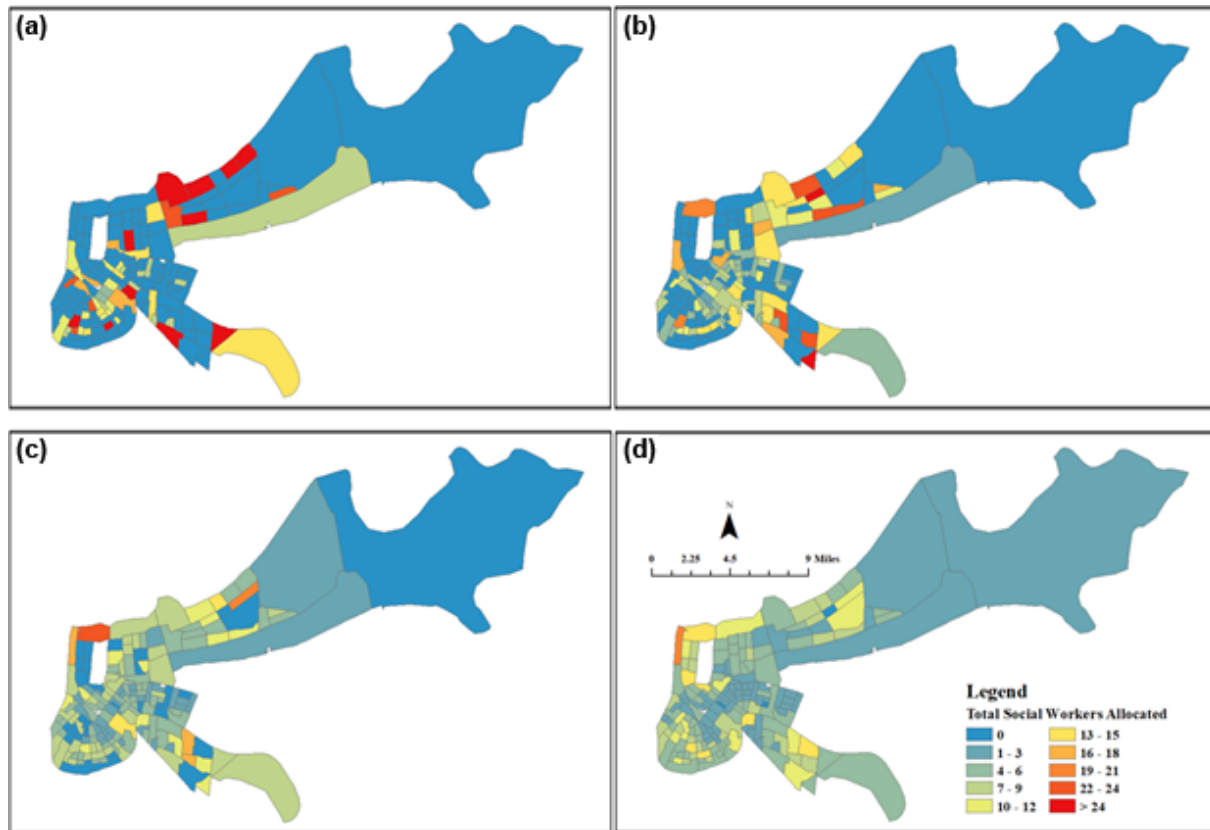 (a)
(b)
(c)
(d)
N
0 2.25 4.5 9 Miles
Legend
Total Social Workers Allocated
0 13 - 15
1 - 3 16 - 18
4 - 6 19 - 21
7 - 9 22 - 24
10 - 12 > 24